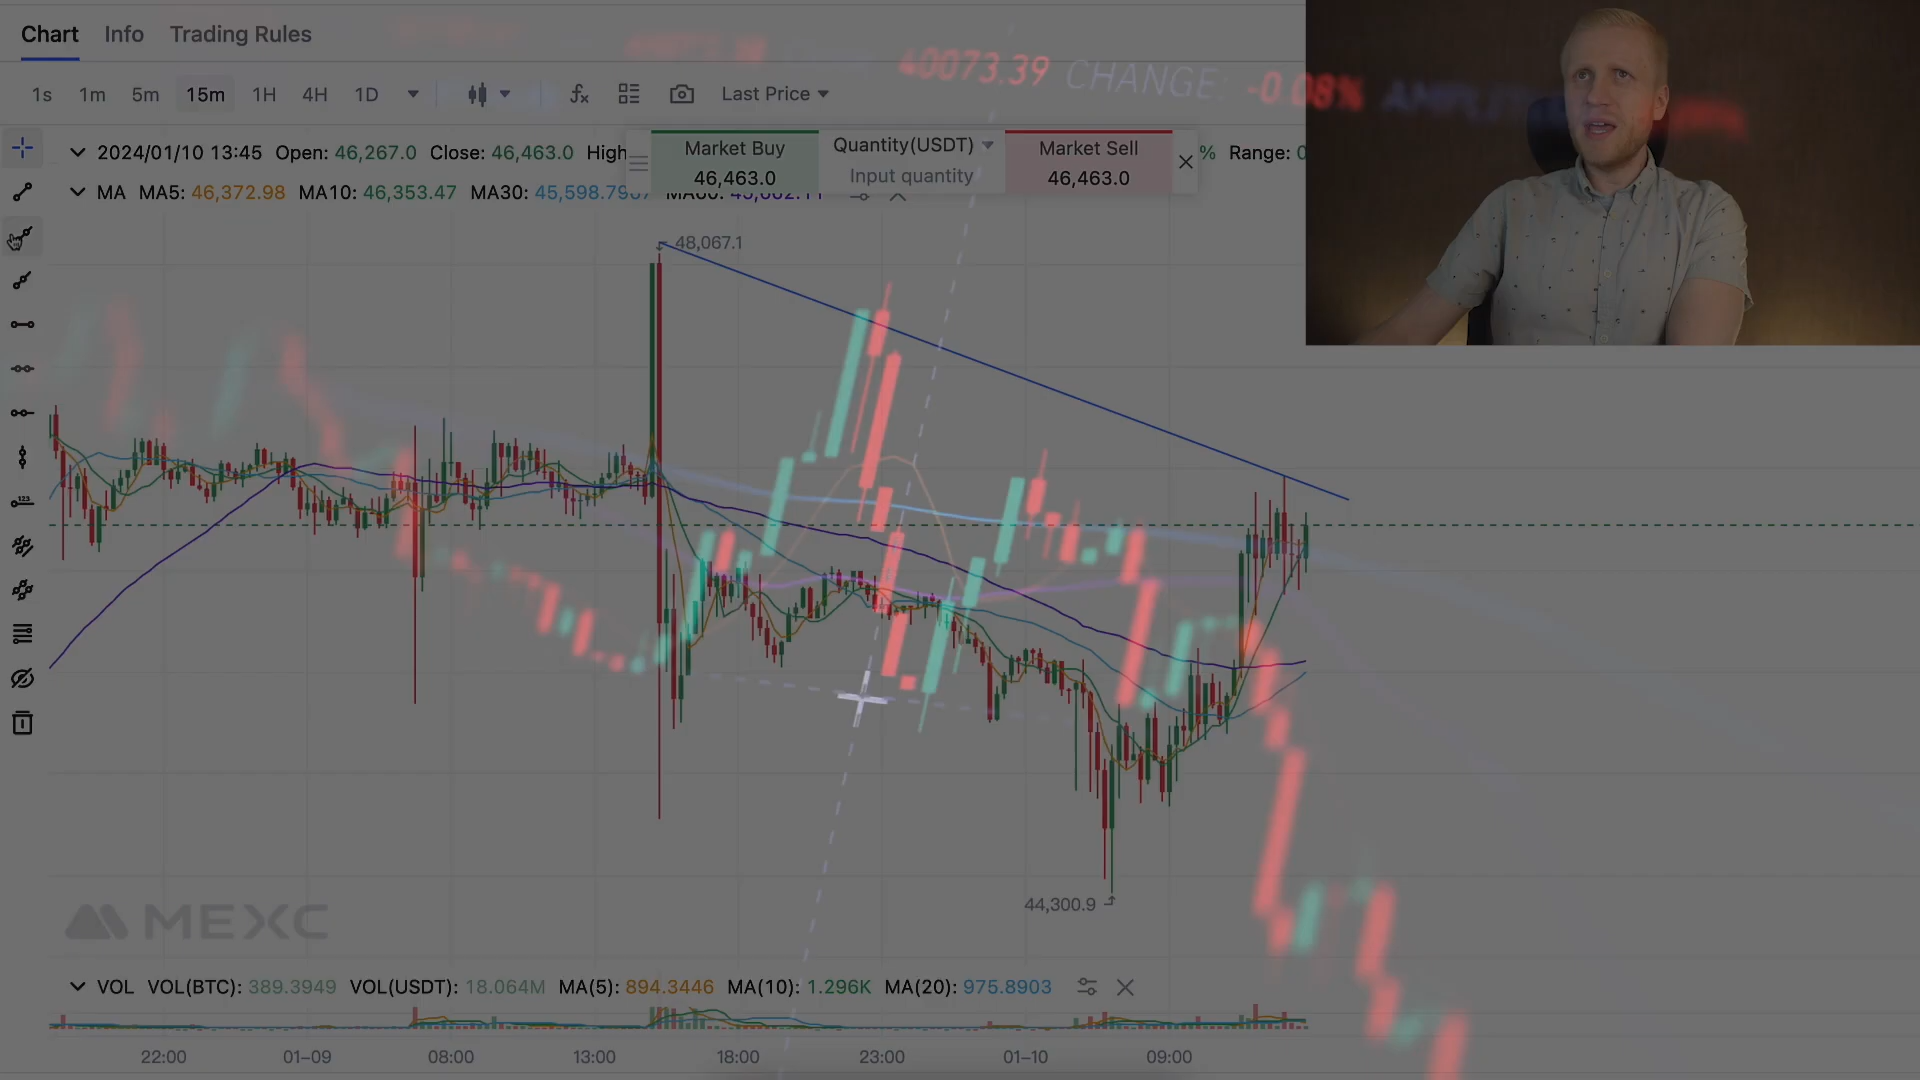 Chart Info Trading Rules
40073.39 CHANGE: -0.08%
1s 1m 5m 15m 1H 4H 1D Last Price
2024/01/10 13:45 Open: 46,267.0 Close: 46,463.0 High % Range: 0
Market Buy Quantity(USDT) Market Sell
46,463.0 Input quantity 46,463.0
MA MA5: 46,372.98 MA10: 46,353.47 MA30:
48,067.1
44,300.9
MEXC
VOL VOL(BTC): 389.3949 VOL(USDT): 18.064M MA(5): 894.3446 MA(10): 1.296K MA(20): 975.8903
22:00 01-09 08:00 13:00 18:00 23:00 01-10 09:00